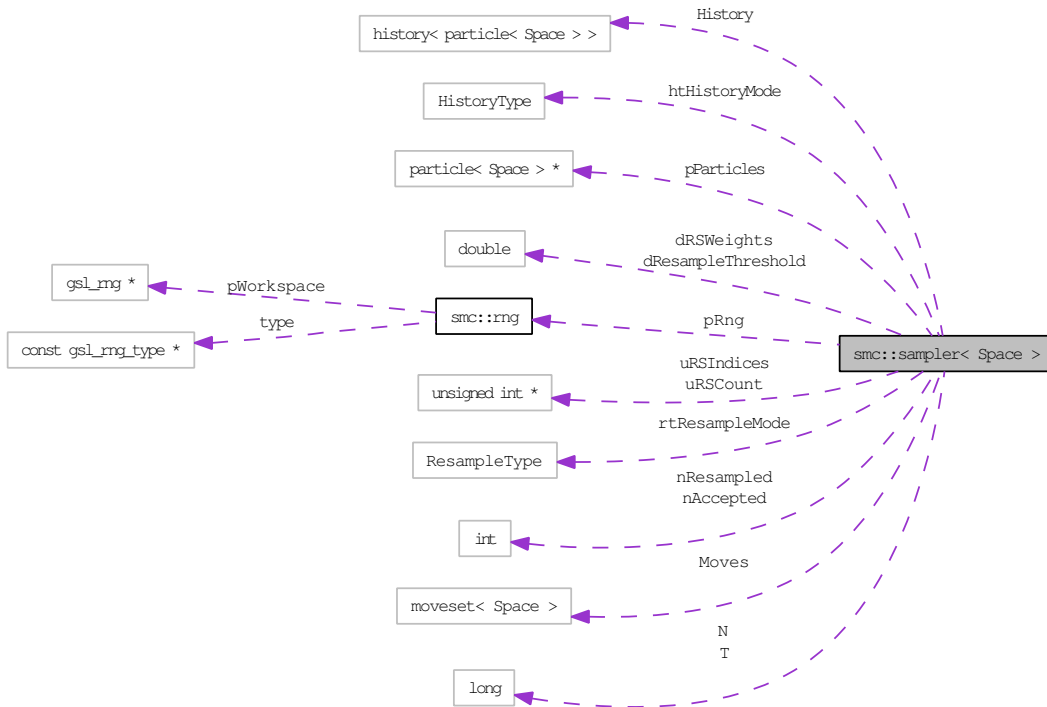 History
history< particle< Space > >
htHistoryMode
HistoryType
pParticles
particle< Space > *
dRSWeights
dResampleThreshold
double
gsl_rng *
pWorkspace
type
const gsl_rng_type *
smc::rng
pRng
smc::sampler< Space >
uRSIndices
uRSCount
unsigned int *
rtResampleMode
ResampleType
nResampled
nAccepted
int
Moves
moveset< Space >
N
T
long